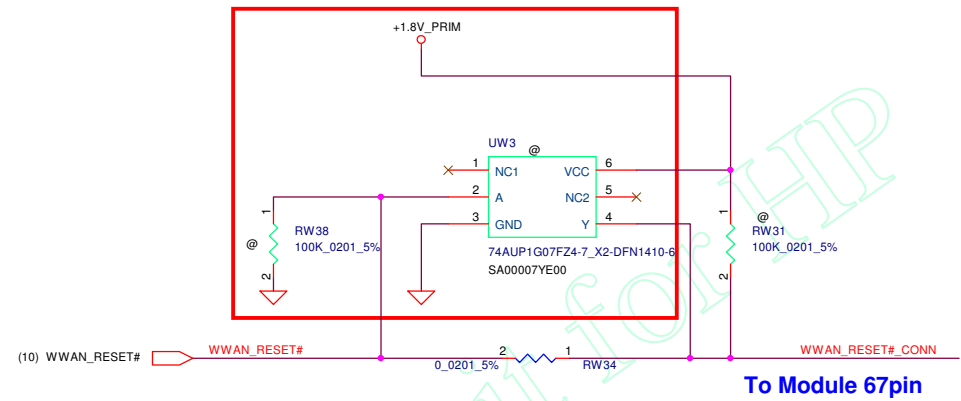 +1.8V_PRIM
UW3
@
1
NC1
VCC
6
2
A
NC2
5
3
GND
Y
4
74AUP1G07FZ4-7_X2-DFN1410-6
SA00007YE00
1
@
RW38
100K_0201_5%
2
1
@
RW31
100K_0201_5%
2
(10) WWAN_RESET#
WWAN_RESET#
2
0_0201_5%
1
RW34
WWAN_RESET#_CONN
To Module 67pin
for HP